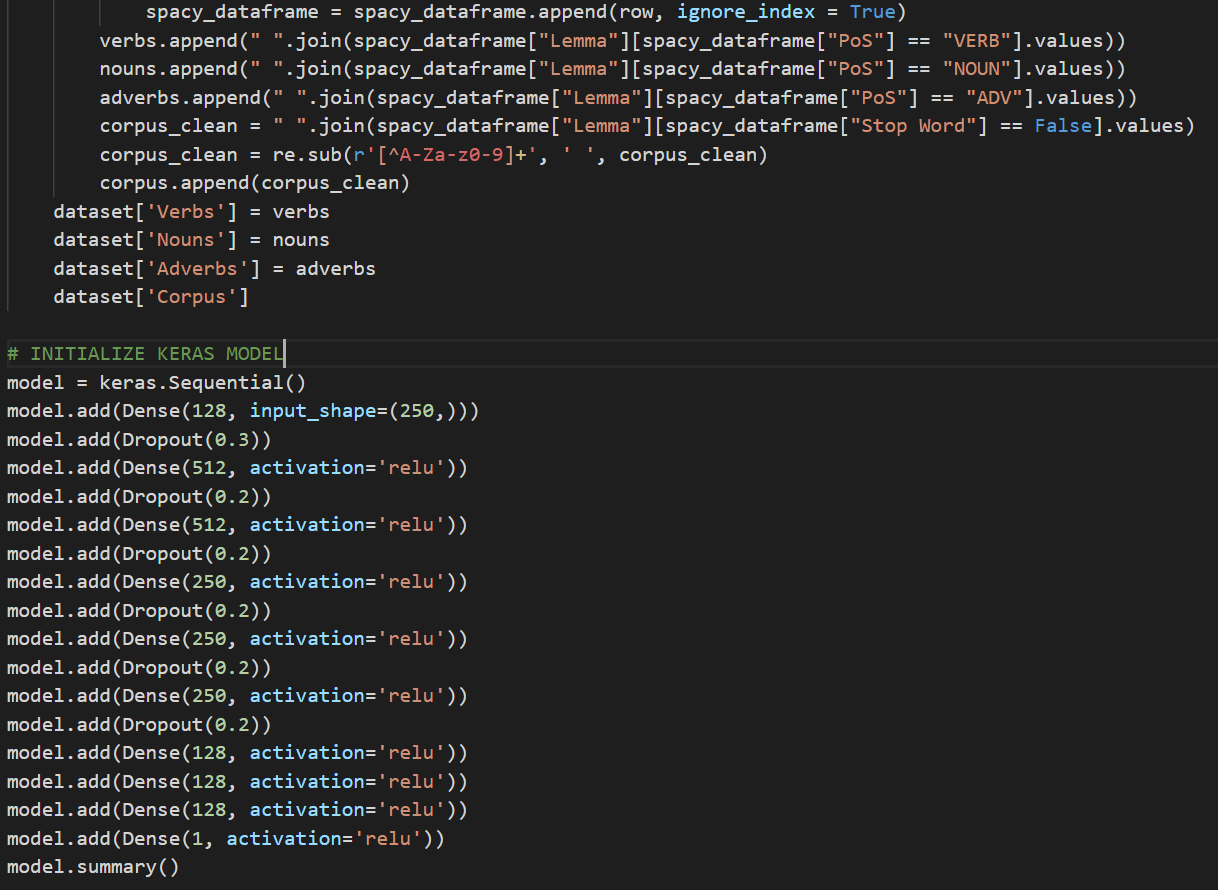 spacy_dataframe = spacy_dataframe.append(row, ignore_index = True)
verbs.append(" ".join(spacy_dataframe["Lemma"][spacy_dataframe["PoS"] == "VERB"].values))
nouns.append(" ".join(spacy_dataframe["Lemma"][spacy_dataframe["PoS"] == "NOUN"].values))
adverbs.append(" ".join(spacy_dataframe["Lemma"][spacy_dataframe["PoS"] == "ADV"].values))
corpus_clean = " ".join(spacy_dataframe["Lemma"][spacy_dataframe["Stop Word"] == False].values)
corpus_clean = re.sub(r'[^A-Za-z0-9]+', ' ', corpus_clean)
corpus.append(corpus_clean)
dataset['Verbs'] = verbs
dataset['Nouns'] = nouns
dataset['Adverbs'] = adverbs
dataset['Corpus']
# INITIALIZE KERAS MODEL
model = keras.Sequential()
model.add(Dense(128, input_shape=(250,)))
model.add(Dropout(0.3))
model.add(Dense(512, activation='relu'))
model.add(Dropout(0.2))
model.add(Dense(512, activation='relu'))
model.add(Dropout(0.2))
model.add(Dense(250, activation='relu'))
model.add(Dropout(0.2))
model.add(Dense(250, activation='relu'))
model.add(Dropout(0.2))
model.add(Dense(250, activation='relu'))
model.add(Dropout(0.2))
model.add(Dense(128, activation='relu'))
model.add(Dense(128, activation='relu'))
model.add(Dense(128, activation='relu'))
model.add(Dense(1, activation='relu'))
model.summary()